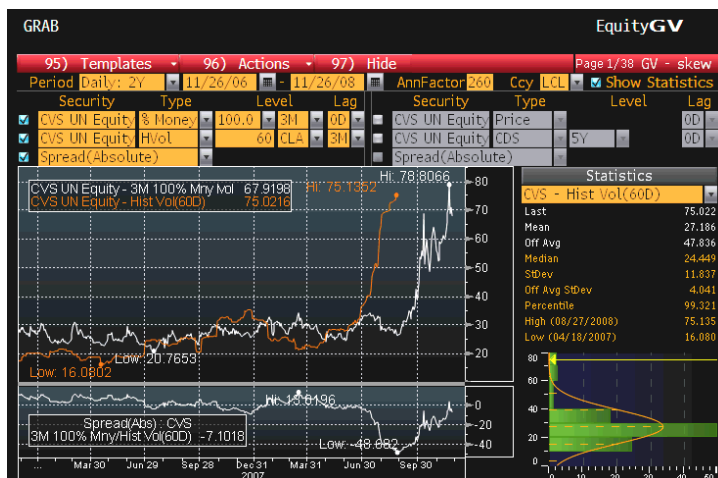 GRAB EquityGV
95) Templates 96) Actions 97) Hide Page 1/38 GV - skew
Period Daily: 2Y 11/26/06 - 11/26/08 AnnFactor 260 Ccy LCL Show Statistics
Security Type Level Lag Security Type Level Lag
CVS UN Equity % Money 100.0 3M 0D CVS UN Equity Price 0D
CVS UN Equity HVol 60 CLA 3M CVS UN Equity CDS 5Y 0D
Spread(Absolute) Spread(Absolute)
Hi: 78.8066
Hi: 75.1352
CVS UN Equity - 3M 100% Mny Ivol 67.9198
CVS UN Equity - Hist Vol(60D) 75.0216
80
70
60
50
40
30
20
Low: 20.7653
Low: 16.0802
Statistics
CVS - Hist Vol(60D)
Last 75.022
Mean 27.186
Off Avg 47.836
Median 24.449
StDev 11.837
Off Avg StDev 4.041
Percentile 99.321
High (08/27/2008) 75.135
Low (04/18/2007) 16.080
80
60
40
20
0
0 10 20 30 40 50
Spread(Abs) : CVS
3M 100% Mny/Hist Vol(60D) -7.1018
Low: -48.682
0
-20
-40
... Mar 30 Jun 29 Sep 28 Dec 31 Mar 31 Jun 30 Sep 30
2007